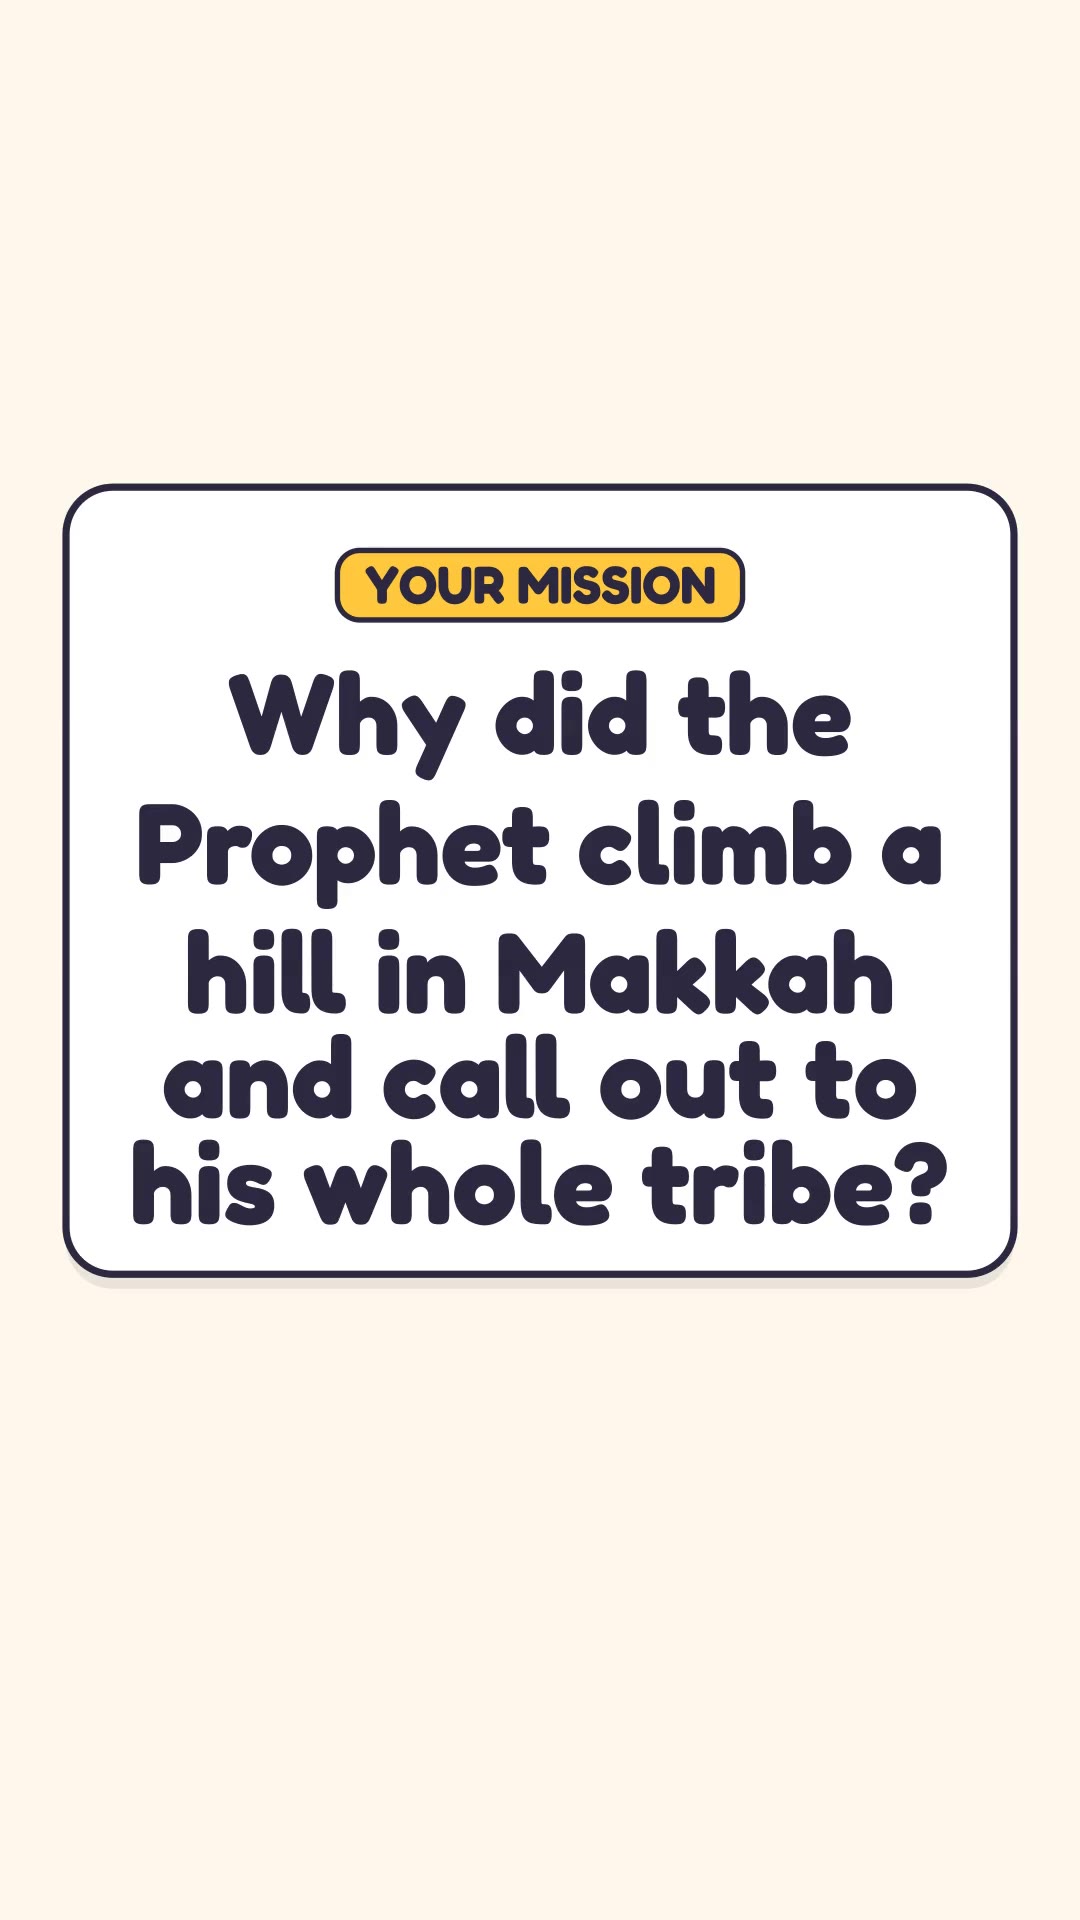 YOUR MISSION
Why did the
Prophet climb a
hill in Makkah
and call out to
his whole tribe?